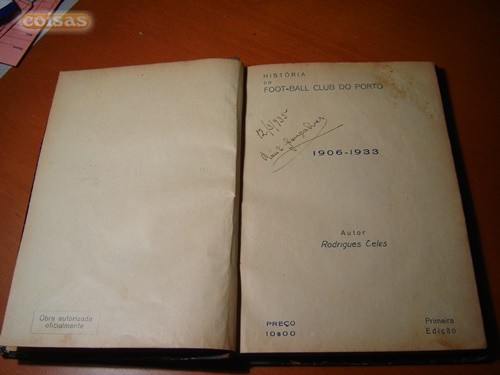 coisas
Obra autorizada
oficialmente
HISTÓRIA
DO
FOOT-BALL CLUB DO PORTO
1906-1933
Autor
Rodrigues Teles
PREÇO
10$00
Primeira
Edição